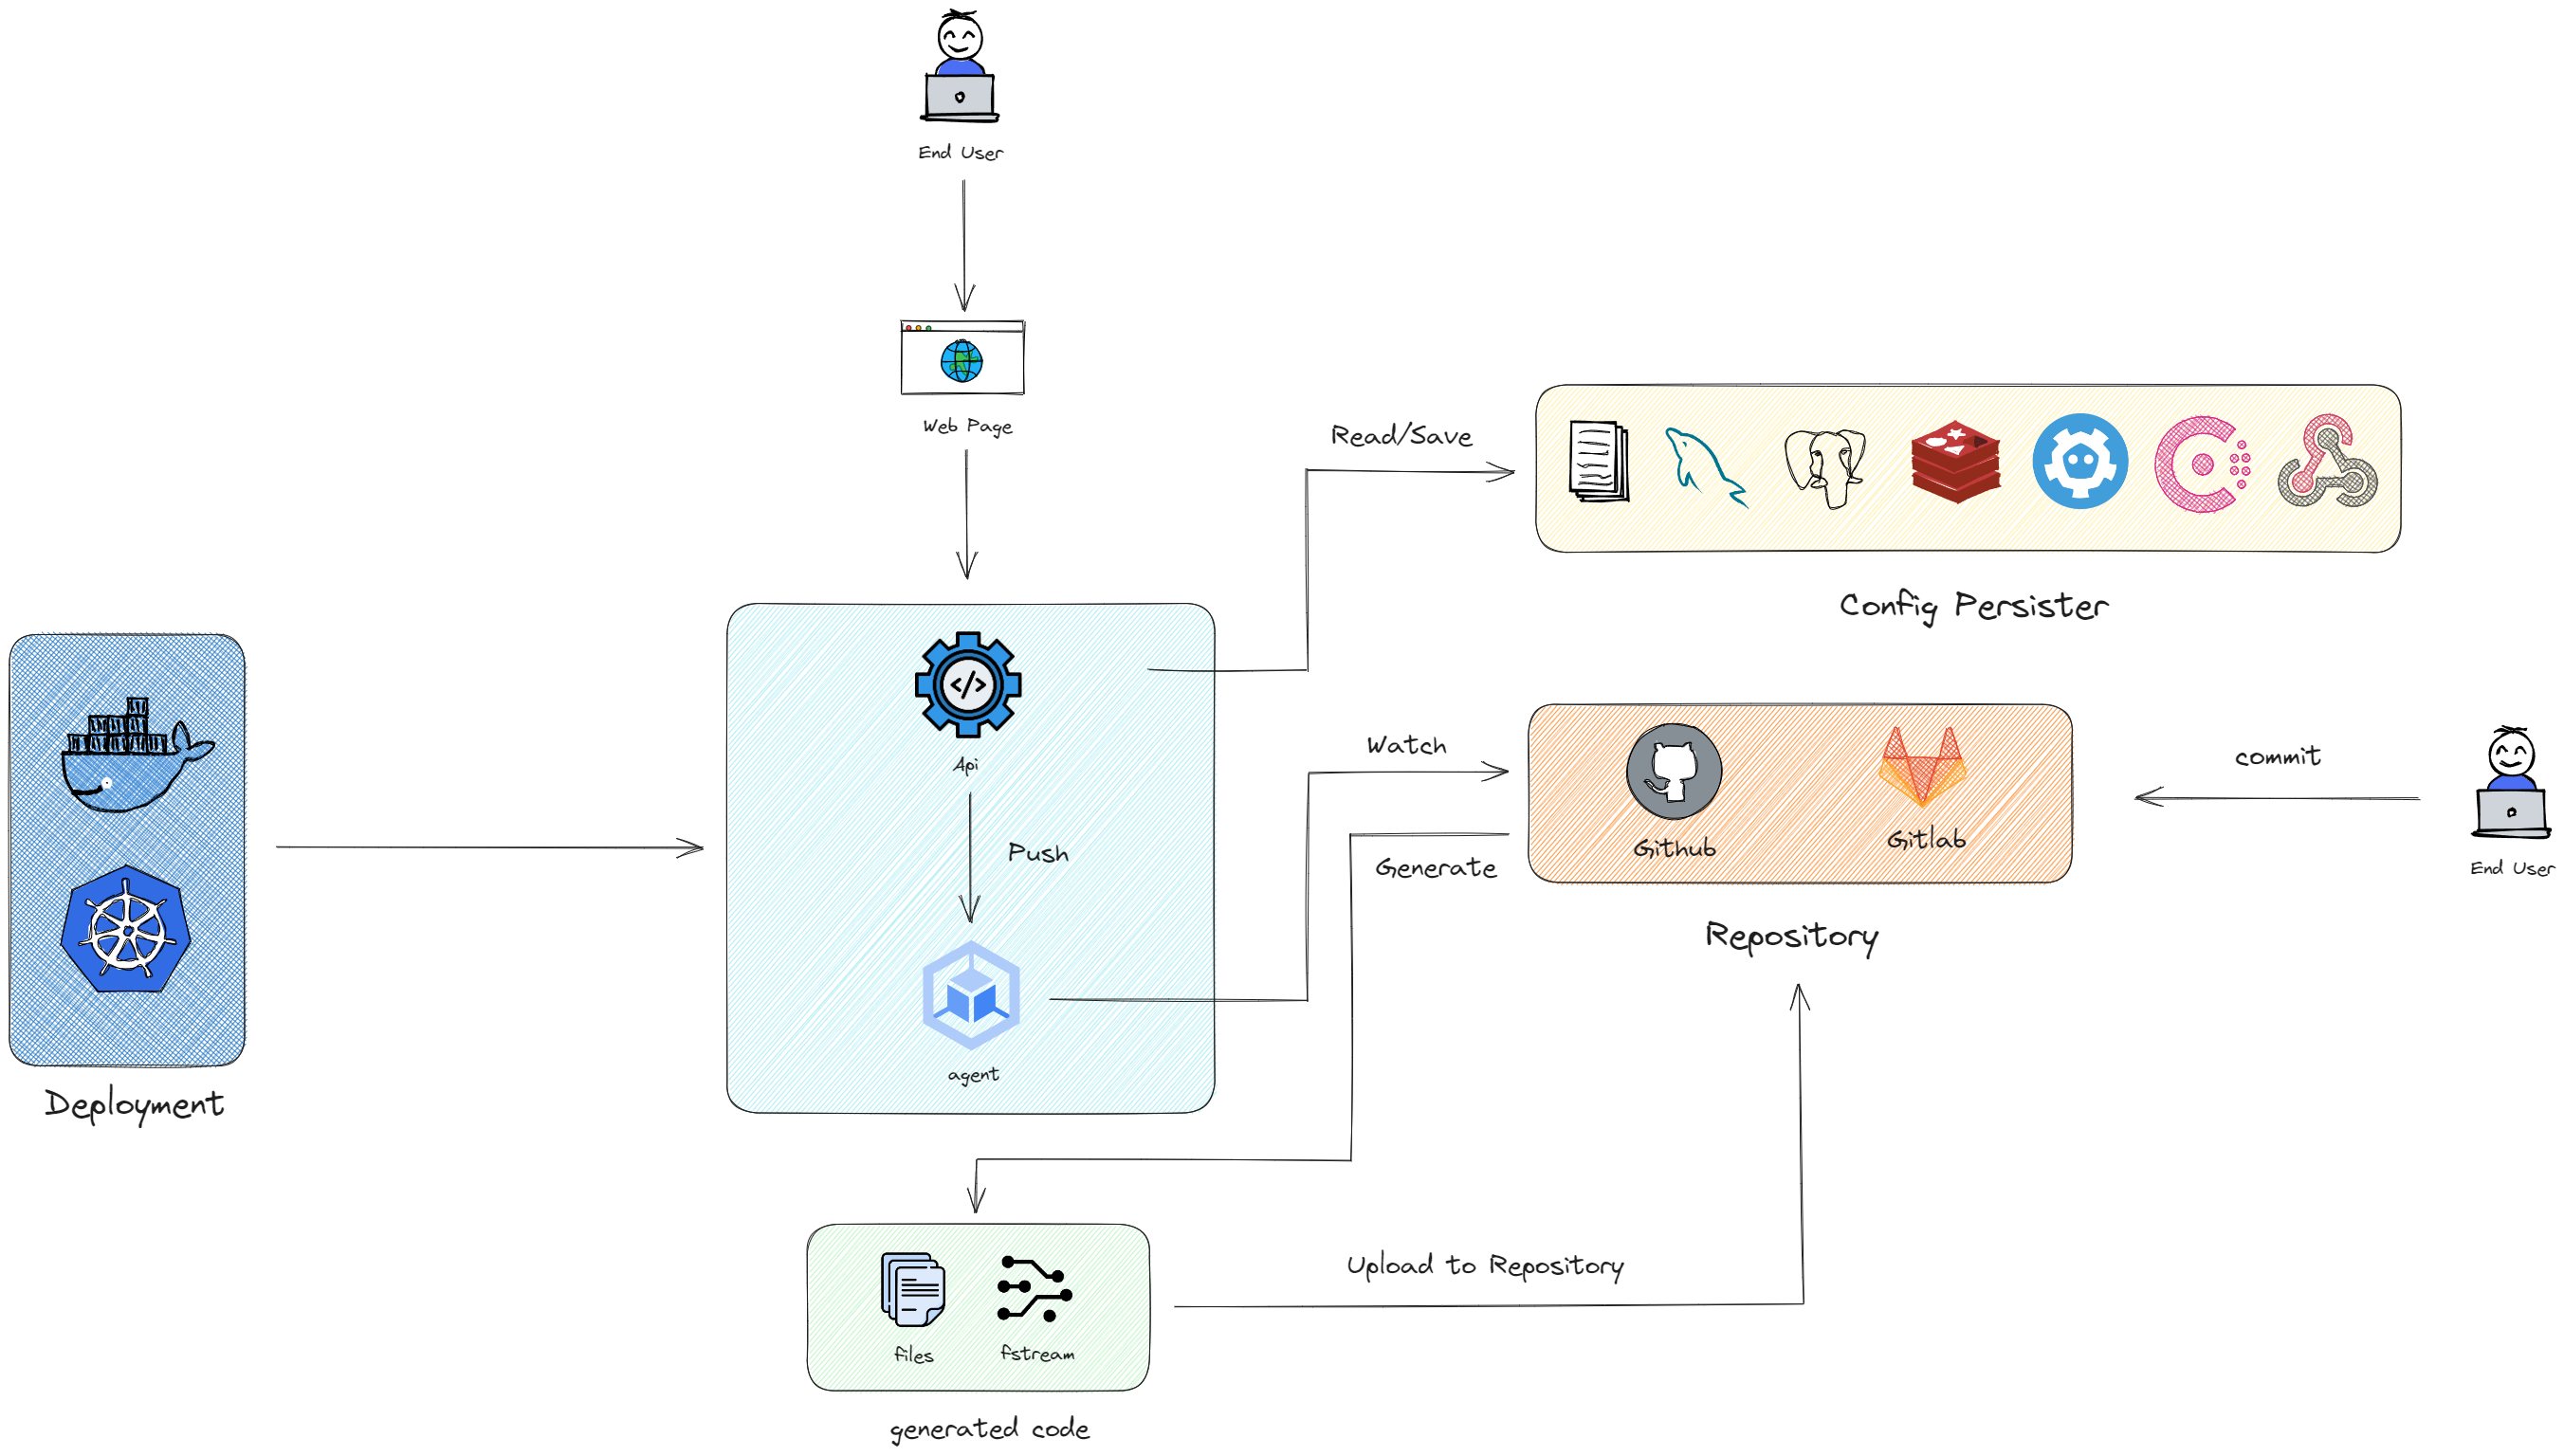 End User
Web Page
Read/Save
Config Persister
Api
Push
agent
Watch
Generate
Github
Gitlab
Repository
commit
End User
Deployment
Upload to Repository
files
fstream
generated code